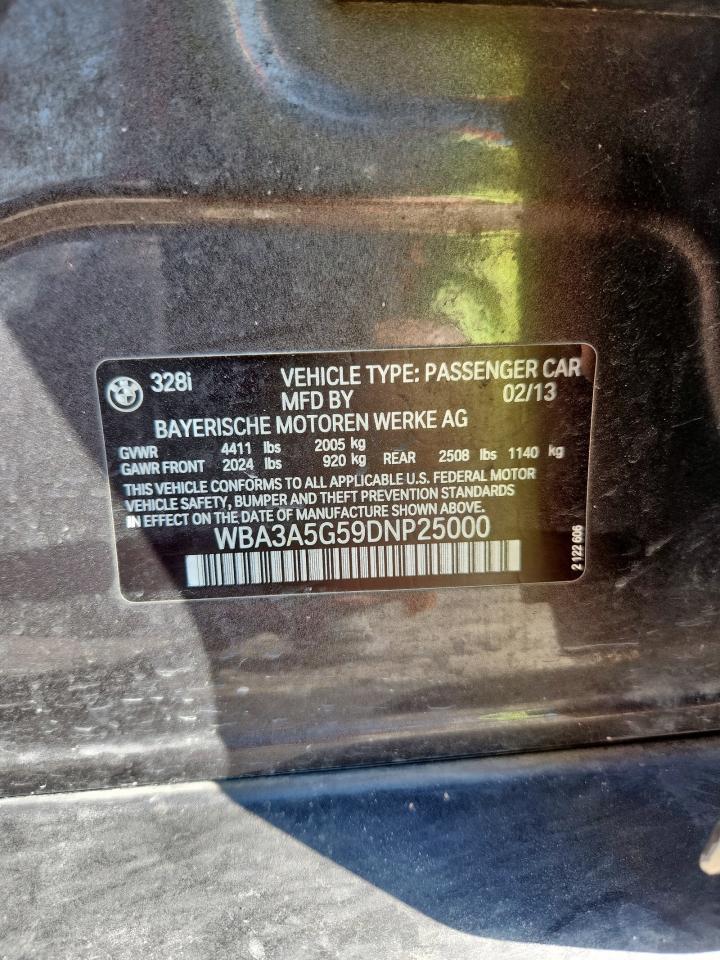 328i VEHICLE TYPE: PASSENGER CAR
MFD BY 02/13
BAYERISCHE MOTOREN WERKE AG
GVWR 4411 lbs 2005 kg
GAWR FRONT 2024 lbs 920 kg REAR 2508 lbs 1140 kg
THIS VEHICLE CONFORMS TO ALL APPLICABLE U.S. FEDERAL MOTOR
VEHICLE SAFETY, BUMPER AND THEFT PREVENTION STANDARDS
IN EFFECT ON THE DATE OF MANUFACTURE SHOWN ABOVE.
WBA3A5G59DNP25000
2 122 606